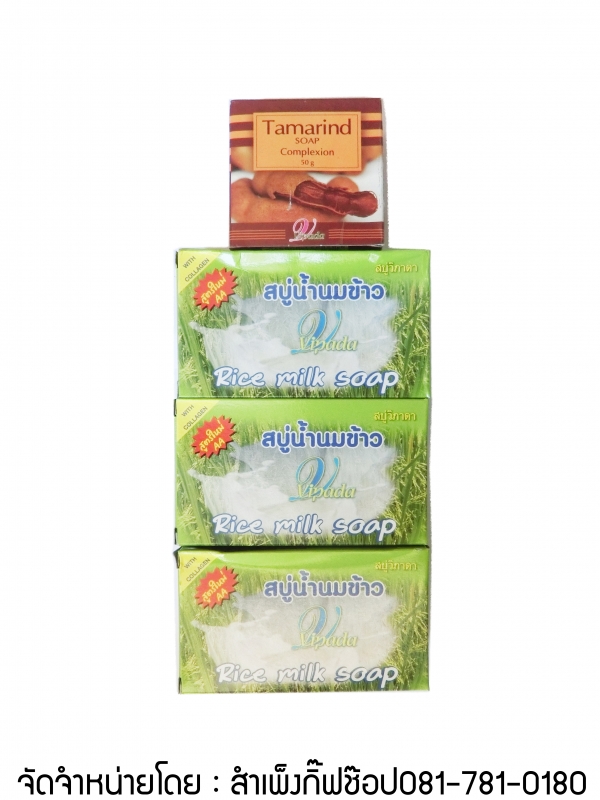 Tamarind
SOAP
Complexion
50 g
Vipada
WITH COLLAGEN
สบู่วิภาดา
สูตรใหม่
AA
สบู่น้ำนมข้าว
Vipada
Rice milk soap
WITH COLLAGEN
สบู่วิภาดา
สูตรใหม่
AA
สบู่น้ำนมข้าว
Vipada
Rice milk soap
สบู่วิภาดา
สูตรใหม่
AA
สบู่น้ำนมข้าว
Vipada
Rice milk soap
จัดจำหน่ายโดย : สำเพ็งกิ๊ฟช๊อป081-781-0180